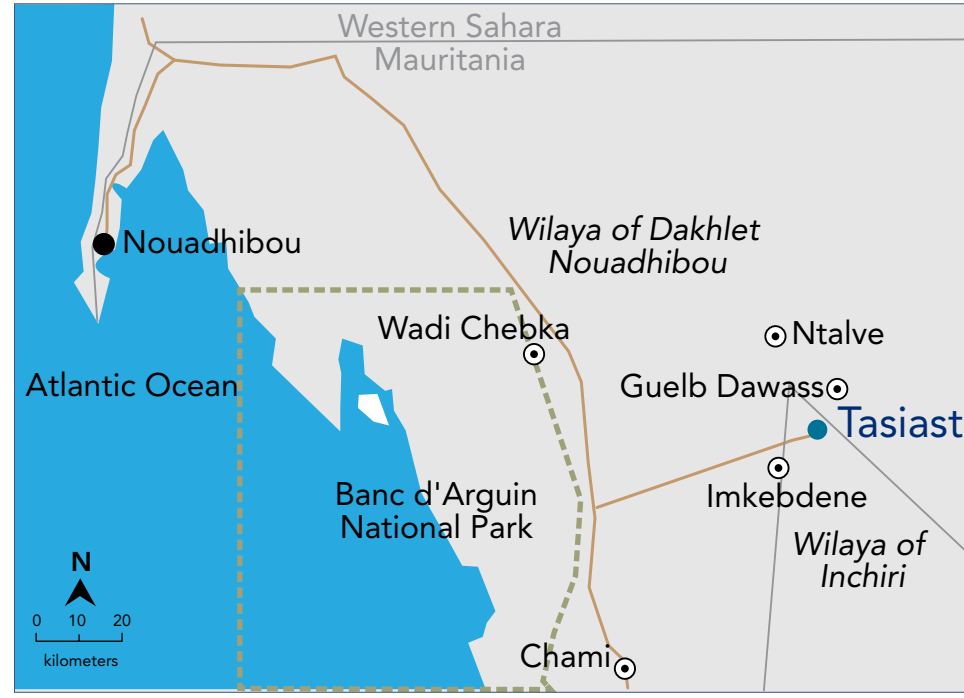 Western Sahara
Mauritania
Wilaya of Dakhlet
Nouadhibou
Nouadhibou
Wadi Chebka
Ntalve
Atlantic Ocean
Guelb Dawass
Tasiast
Banc d'Arguin
National Park
Imkebdene
Wilaya of
Inchiri
N
0 10 20
kilometers
Chami